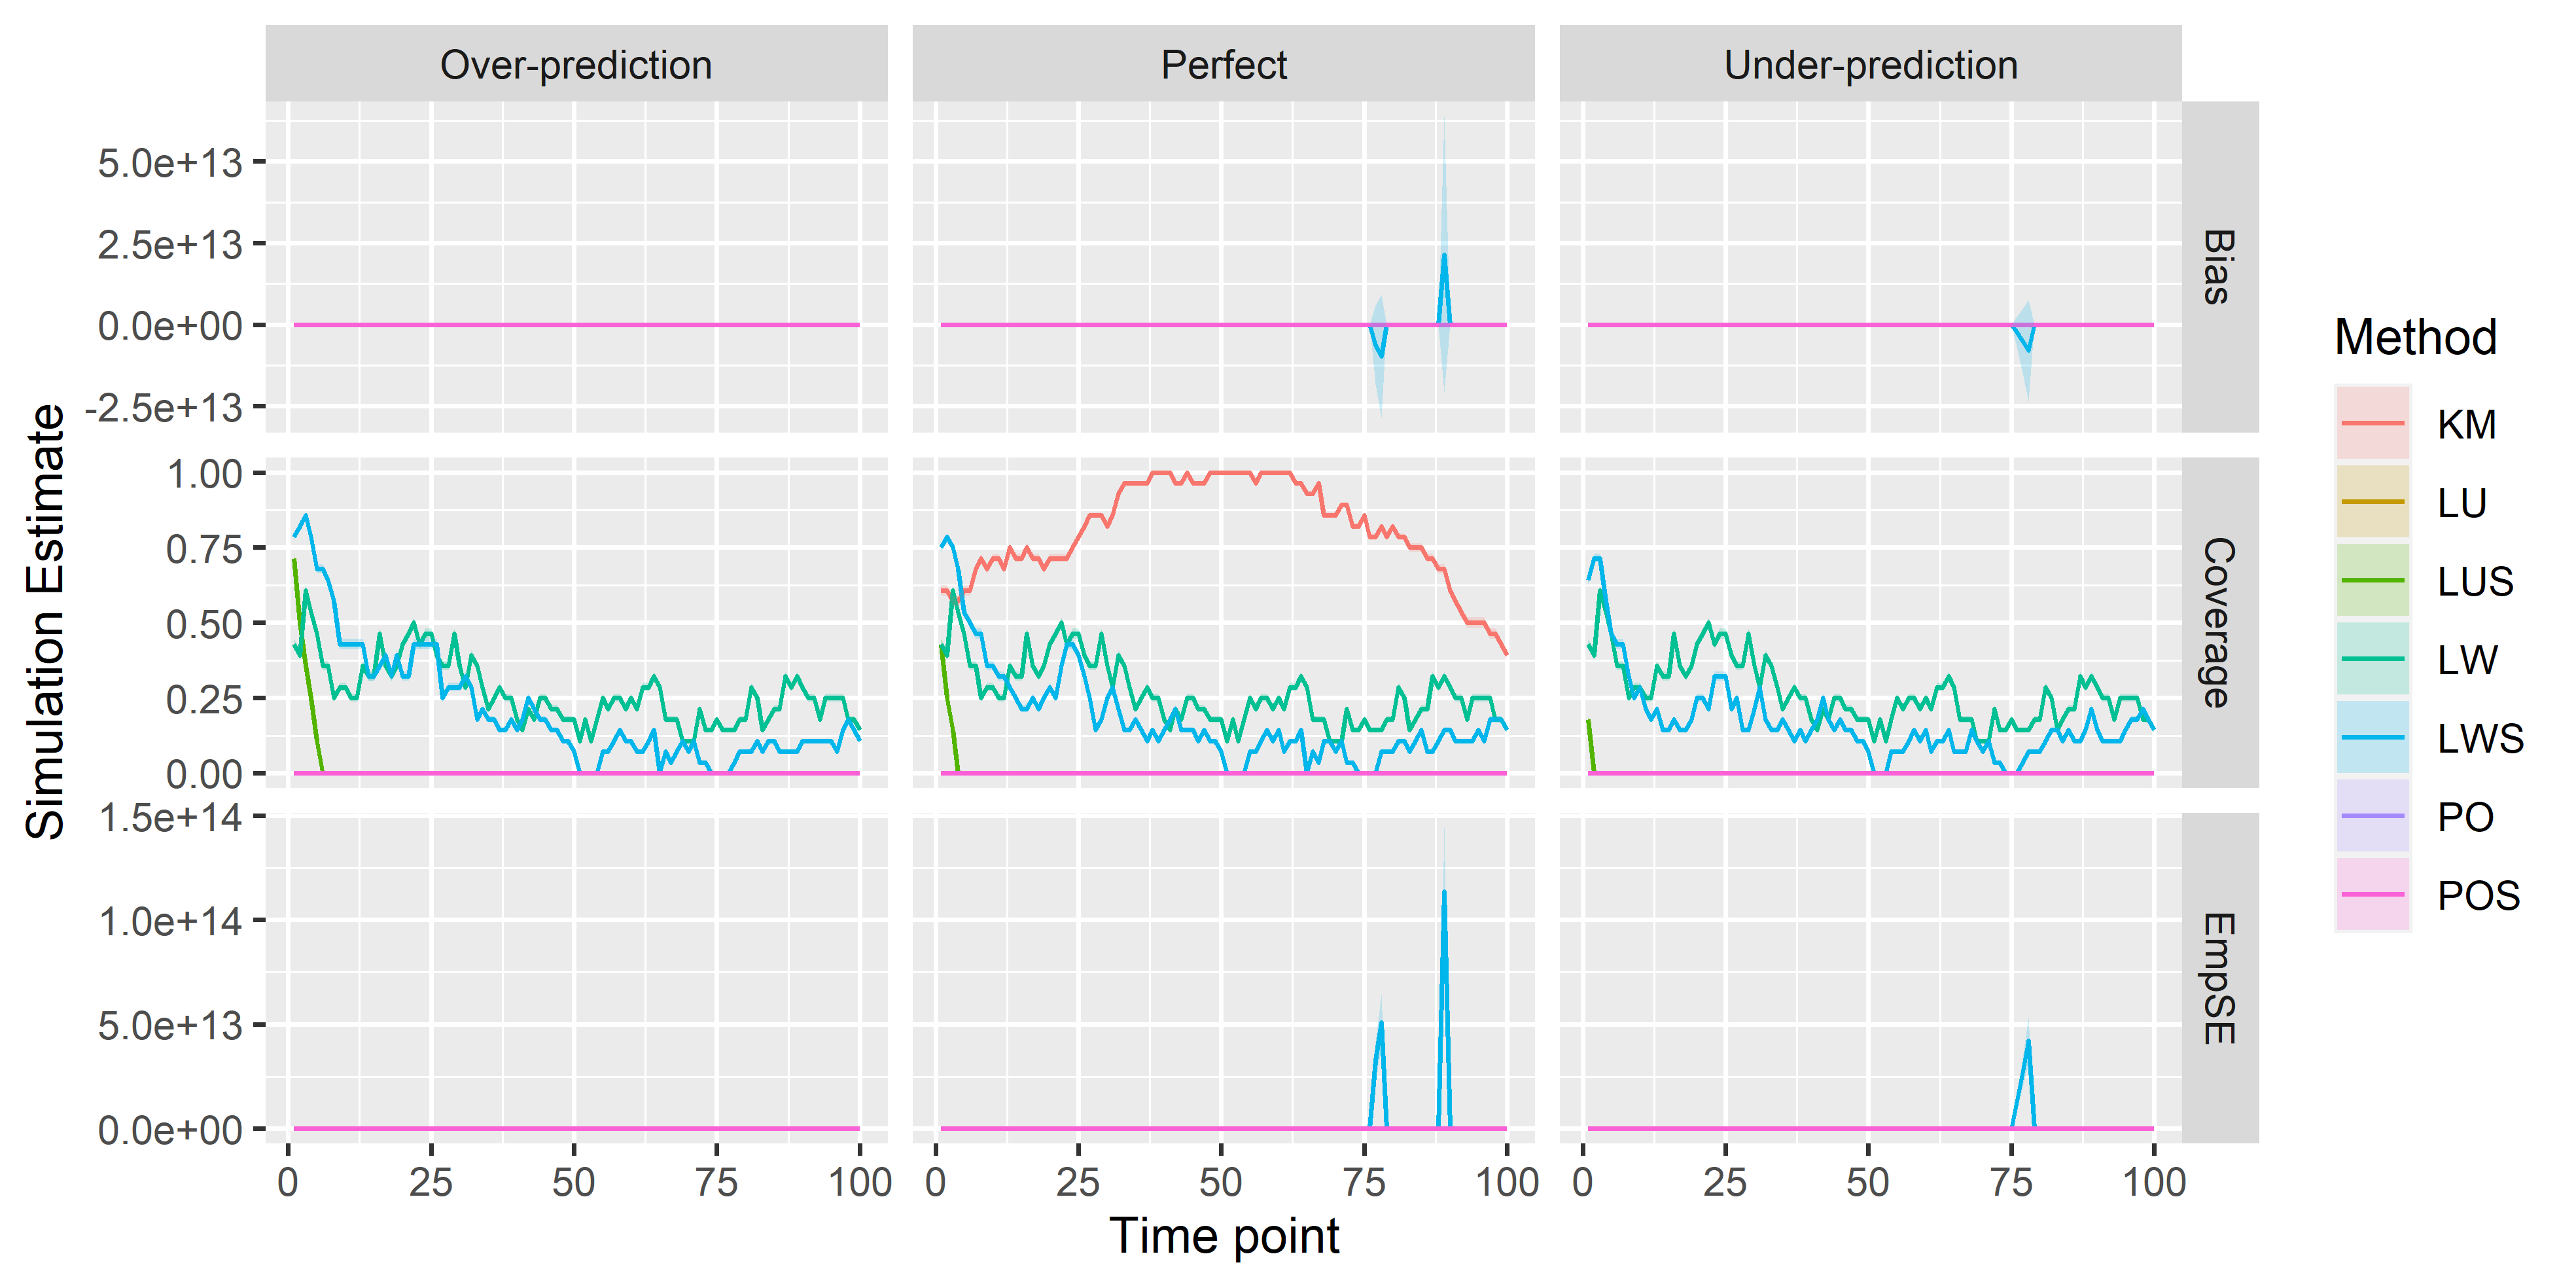 Over-prediction
Perfect
Under-prediction
5.0e+13
2.5e+13
0.0e+00
-2.5e+13
Bias
1.00
0.75
0.50
0.25
0.00
Coverage
1.5e+14
1.0e+14
5.0e+13
0.0e+00
EmpSE
Simulation Estimate
0 25 50 75 100
0 25 50 75 100
0 25 50 75 100
Time point
Method
KM
LU
LUS
LW
LWS
PO
POS